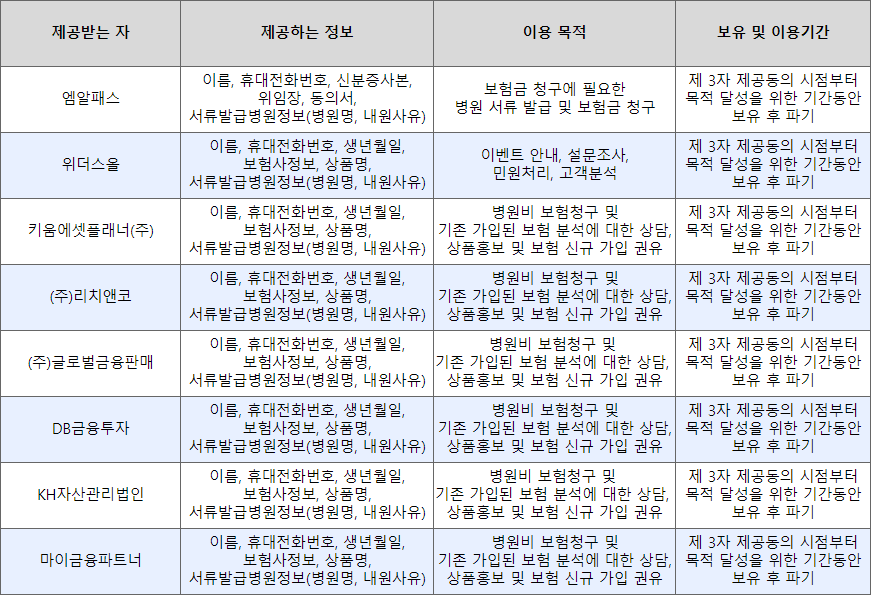 제공받는 자
제공하는 정보
이용 목적
보유 및 이용기간
엠알패스
이름, 휴대전화번호, 신분증사본,
위임장, 동의서,
서류발급병원정보(병원명, 내원사유)
보험금 청구에 필요한
병원 서류 발급 및 보험금 청구
제 3자 제공동의 시점부터
목적 달성을 위한 기간동안
보유 후 파기
위더스올
이름, 휴대전화번호, 생년월일,
보험사정보, 상품명,
서류발급병원정보(병원명, 내원사유)
이벤트 안내, 설문조사,
민원처리, 고객분석
제 3자 제공동의 시점부터
목적 달성을 위한 기간동안
보유 후 파기
키움에셋플래너(주)
이름, 휴대전화번호, 생년월일,
보험사정보, 상품명,
서류발급병원정보(병원명, 내원사유)
병원비 보험청구 및
기존 가입된 보험 분석에 대한 상담,
상품홍보 및 보험 신규 가입 권유
제 3자 제공동의 시점부터
목적 달성을 위한 기간동안
보유 후 파기
(주)리치앤코
이름, 휴대전화번호, 생년월일,
보험사정보, 상품명,
서류발급병원정보(병원명, 내원사유)
병원비 보험청구 및
기존 가입된 보험 분석에 대한 상담,
상품홍보 및 보험 신규 가입 권유
제 3자 제공동의 시점부터
목적 달성을 위한 기간동안
보유 후 파기
(주)글로벌금융판매
이름, 휴대전화번호, 생년월일,
보험사정보, 상품명,
서류발급병원정보(병원명, 내원사유)
병원비 보험청구 및
기존 가입된 보험 분석에 대한 상담,
상품홍보 및 보험 신규 가입 권유
제 3자 제공동의 시점부터
목적 달성을 위한 기간동안
보유 후 파기
DB금융투자
이름, 휴대전화번호, 생년월일,
보험사정보, 상품명,
서류발급병원정보(병원명, 내원사유)
병원비 보험청구 및
기존 가입된 보험 분석에 대한 상담,
상품홍보 및 보험 신규 가입 권유
제 3자 제공동의 시점부터
목적 달성을 위한 기간동안
보유 후 파기
KH자산관리법인
이름, 휴대전화번호, 생년월일,
보험사정보, 상품명,
서류발급병원정보(병원명, 내원사유)
병원비 보험청구 및
기존 가입된 보험 분석에 대한 상담,
상품홍보 및 보험 신규 가입 권유
제 3자 제공동의 시점부터
목적 달성을 위한 기간동안
보유 후 파기
마이금융파트너
이름, 휴대전화번호, 생년월일,
보험사정보, 상품명,
서류발급병원정보(병원명, 내원사유)
병원비 보험청구 및
기존 가입된 보험 분석에 대한 상담,
상품홍보 및 보험 신규 가입 권유
제 3자 제공동의 시점부터
목적 달성을 위한 기간동안
보유 후 파기